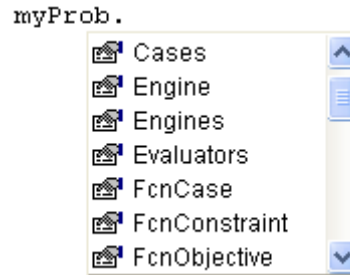 myProb.
Cases
Engine
Engines
Evaluators
FcnCase
FcnConstraint
FcnObjective